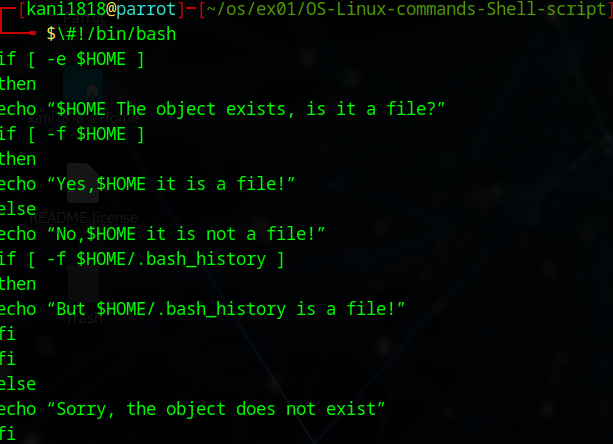 ┌─[kani1818@parrot]─[~/os/ex01/OS-Linux-commands-Shell-script]
└──╼ $\#!/bin/bash
if [ -e $HOME ]
then
echo “$HOME The object exists, is it a file?”
if [ -f $HOME ]
then
echo “Yes,$HOME it is a file!”
else
README.license
echo “No,$HOME it is not a file!”
if [ -f $HOME/.bash_history ]
then
echo “But $HOME/.bash_history is a file!”
Trash
fi
fi
else
echo “Sorry, the object does not exist”
fi